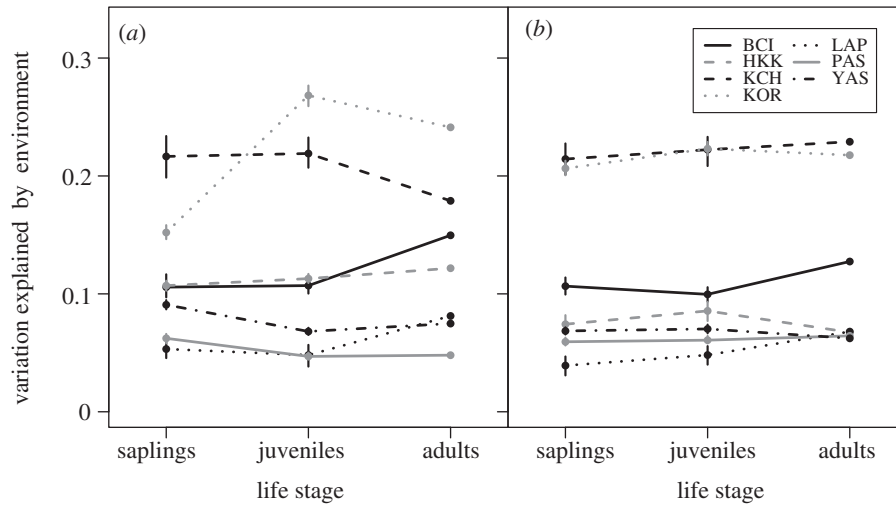 variation explained by environment
0.3
0.2
0.1
0
(a)
saplings juveniles adults
life stage
(b)
BCI LAP
HKK PAS
KCH YAS
KOR
saplings juveniles adults
life stage